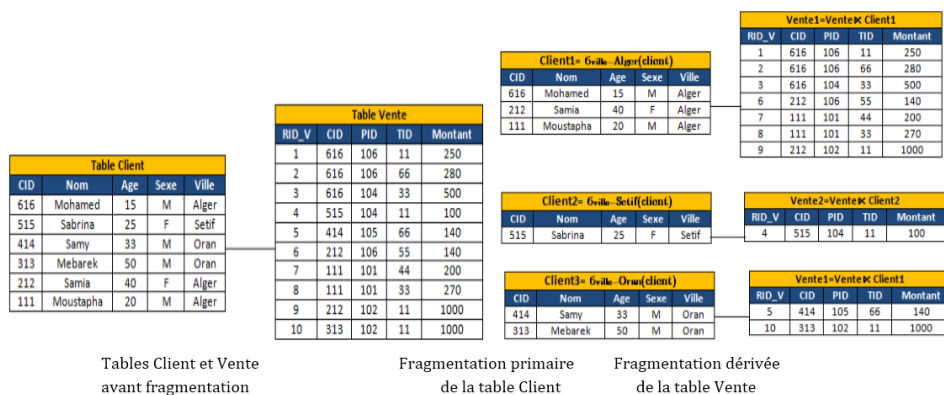 Table Client
CID Nom Age Sexe Ville
616 Mohamed 15 M Alger
515 Sabrina 25 F Setif
414 Samy 33 M Oran
313 Mebarek 50 M Oran
212 Samia 40 F Alger
111 Moustapha 20 M Alger
Table Vente
RID_V CID PID TID Montant
1 616 106 11 250
2 616 106 66 280
3 616 104 33 500
4 515 104 11 100
5 414 105 66 140
6 212 106 55 140
7 111 101 44 200
8 111 101 33 270
9 212 102 11 1000
10 313 102 11 1000
Client1= σville=Alger(client)
CID Nom Age Sexe Ville
616 Mohamed 15 M Alger
212 Samia 40 F Alger
111 Moustapha 20 M Alger
Client2= σville=Setif(client)
515 Sabrina 25 F Setif
Client3= σville=Oran(client)
CID Nom Age Sexe Ville
414 Samy 33 M Oran
313 Mebarek 50 M Oran
Vente1=Vente⋉ Client1
RID_V CID PID TID Montant
1 616 106 11 250
2 616 106 66 280
3 616 104 33 500
6 212 106 55 140
7 111 101 44 200
8 111 101 33 270
9 212 102 11 1000
Vente2=Vente⋉ Client2
RID_V CID PID TID Montant
4 515 104 11 100
Vente1=Vente⋉ Client1
RID_V CID PID TID Montant
5 414 105 66 140
10 313 102 11 1000
Tables Client et Vente
avant fragmentation
Fragmentation primaire
de la table Client
Fragmentation dérivée
de la table Vente